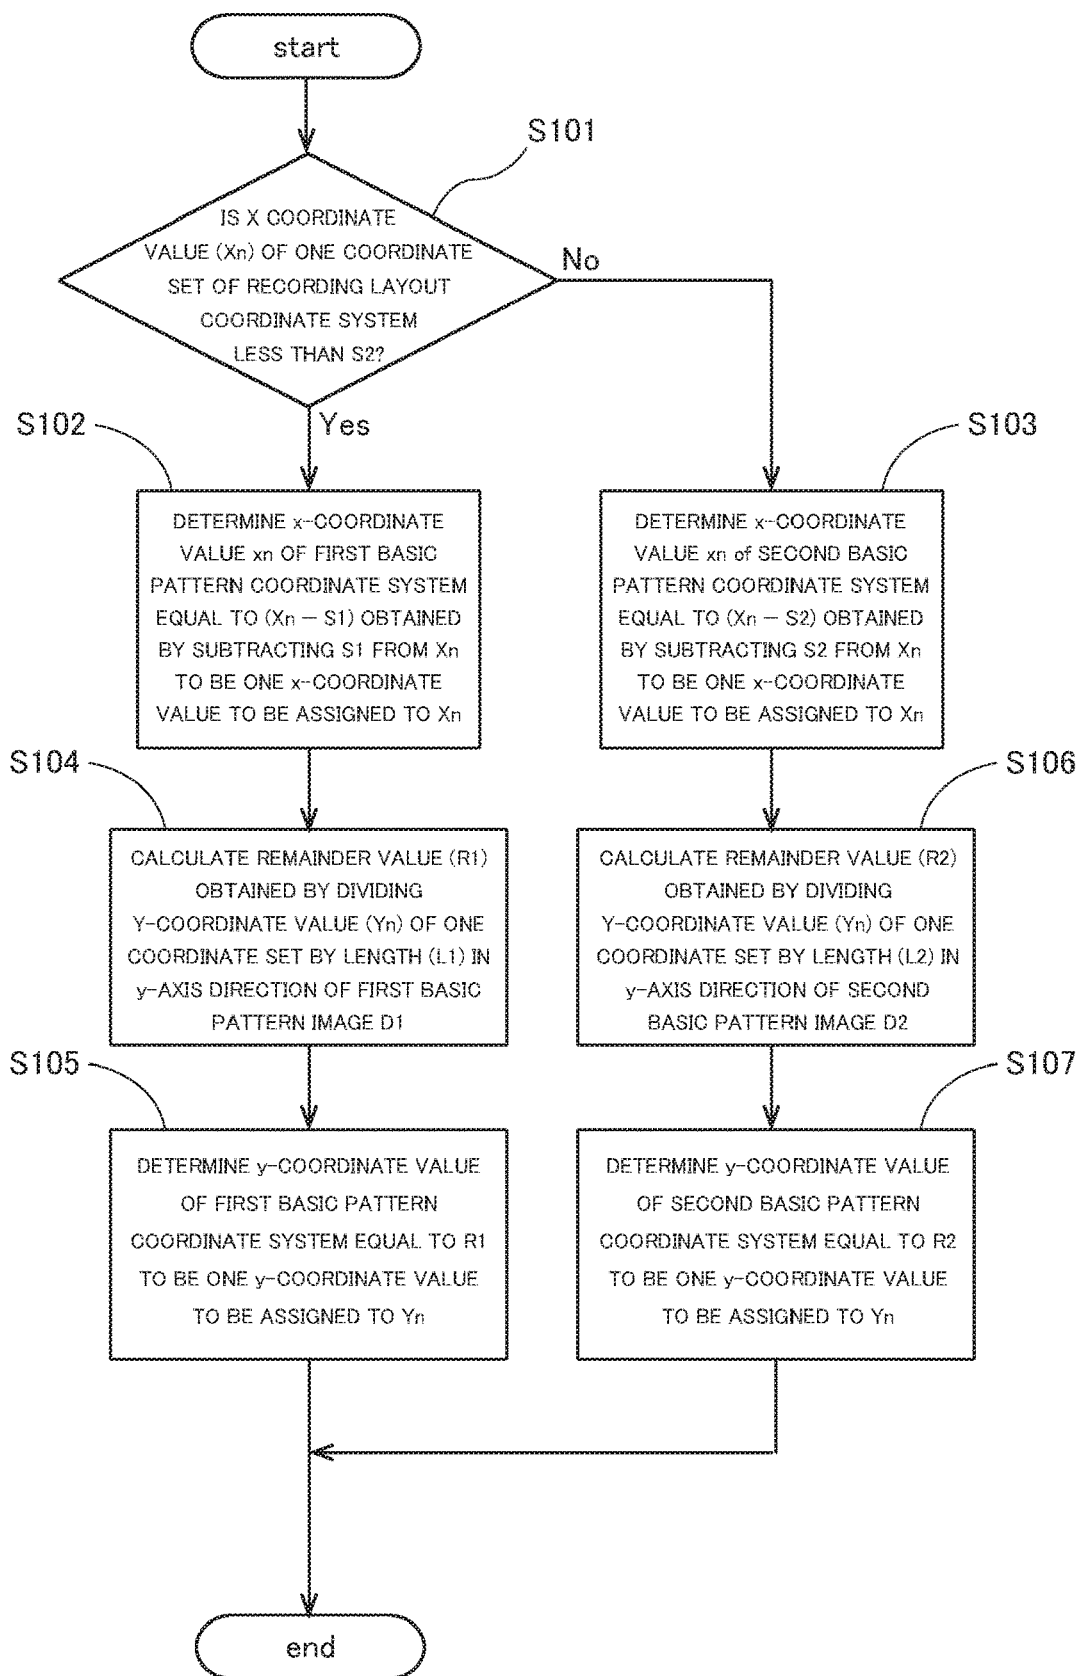 start
S101
IS X COORDINATE
VALUE (Xn) OF ONE COORDINATE
SET OF RECORDING LAYOUT
COORDINATE SYSTEM
LESS THAN S2?
No
Yes
S102
DETERMINE x-COORDINATE
VALUE xn OF FIRST BASIC
PATTERN COORDINATE SYSTEM
EQUAL TO (Xn − S1) OBTAINED
BY SUBTRACTING S1 FROM Xn
TO BE ONE x-COORDINATE
VALUE TO BE ASSIGNED TO Xn
S103
DETERMINE x-COORDINATE
VALUE xn of SECOND BASIC
PATTERN COORDINATE SYSTEM
EQUAL TO (Xn − S2) OBTAINED
BY SUBTRACTING S2 FROM Xn
TO BE ONE x-COORDINATE
VALUE TO BE ASSIGNED TO Xn
S104
CALCULATE REMAINDER VALUE (R1)
OBTAINED BY DIVIDING
Y-COORDINATE VALUE (Yn) OF ONE
COORDINATE SET BY LENGTH (L1) IN
y-AXIS DIRECTION OF FIRST BASIC
PATTERN IMAGE D1
S106
CALCULATE REMAINDER VALUE (R2)
OBTAINED BY DIVIDING
Y-COORDINATE VALUE (Yn) OF ONE
COORDINATE SET BY LENGTH (L2) IN
y-AXIS DIRECTION OF SECOND
BASIC PATTERN IMAGE D2
S105
DETERMINE y-COORDINATE VALUE
OF FIRST BASIC PATTERN
COORDINATE SYSTEM EQUAL TO R1
TO BE ONE y-COORDINATE VALUE
TO BE ASSIGNED TO Yn
S107
DETERMINE y-COORDINATE VALUE
OF SECOND BASIC PATTERN
COORDINATE SYSTEM EQUAL TO R2
TO BE ONE y-COORDINATE VALUE
TO BE ASSIGNED TO Yn
end